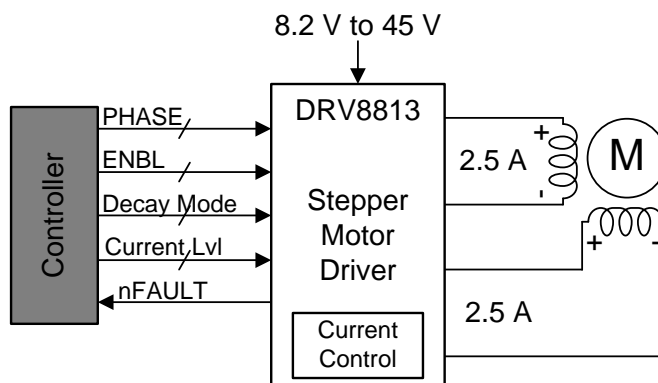 8.2 V to 45 V
DRV8813
Stepper
Motor
Driver
Current
Control
Controller
PHASE
ENBL
Decay Mode
Current Lvl
nFAULT
+
2.5 A
-
M
+ -
2.5 A